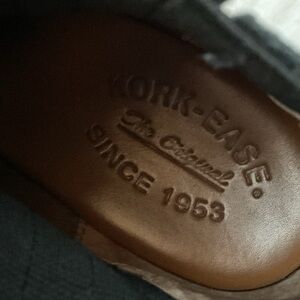 KORK-EASE®
The Original
SINCE 1953